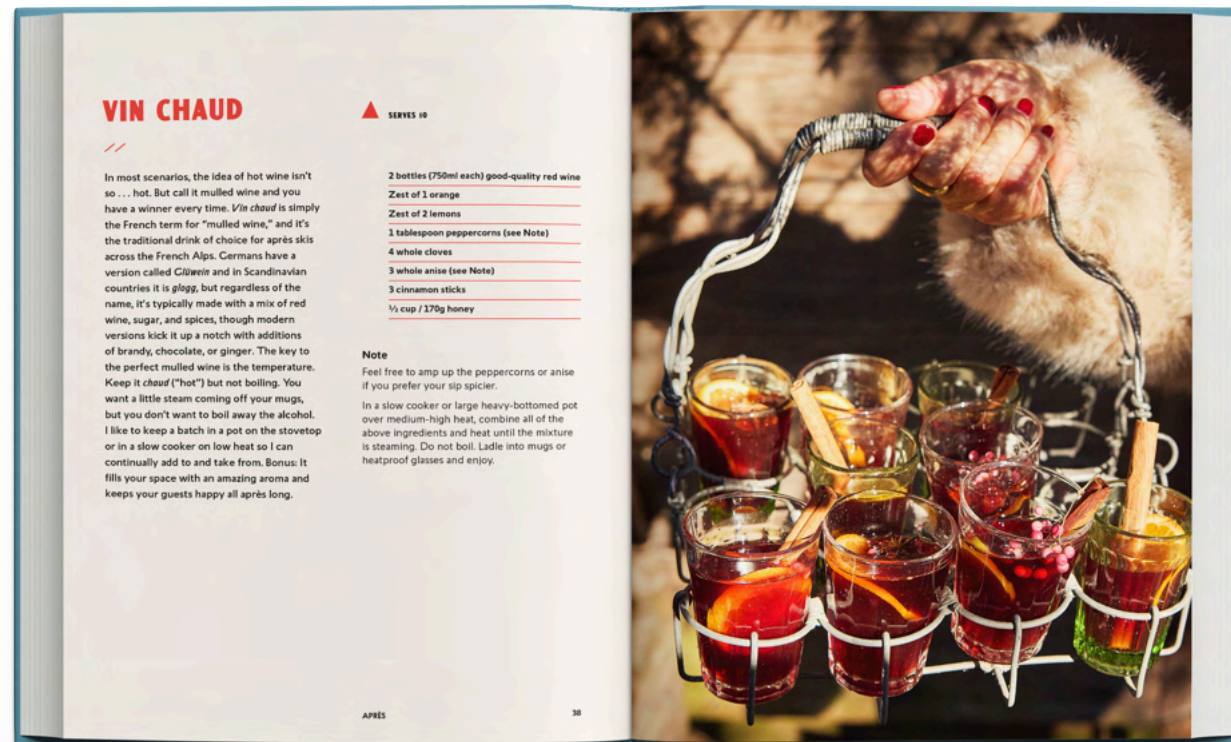 VIN CHAUD
In most scenarios, the idea of hot wine isn't
so . . . hot. But call it mulled wine and you
have a winner every time. Vin chaud is simply
the French term for “mulled wine,” and it's
the traditional drink of choice for après skis
across the French Alps. Germans have a
version called Glüwein and in Scandinavian
countries it is glogg, but regardless of the
name, it's typically made with a mix of red
wine, sugar, and spices, though modern
versions kick it up a notch with additions
of brandy, chocolate, or ginger. The key to
the perfect mulled wine is the temperature.
Keep it chaud (“hot”) but not boiling. You
want a little steam coming off your mugs,
but you don't want to boil away the alcohol.
I like to keep a batch in a pot on the stovetop
or in a slow cooker on low heat so I can
continually add to and take from. Bonus: It
fills your space with an amazing aroma and
keeps your guests happy all après long.
SERVES 10
2 bottles (750ml each) good-quality red wine
Zest of 1 orange
Zest of 2 lemons
1 tablespoon peppercorns (see Note)
4 whole cloves
3 whole anise (see Note)
3 cinnamon sticks
½ cup / 170g honey
Note
Feel free to amp up the peppercorns or anise
if you prefer your sip spicier.
In a slow cooker or large heavy-bottomed pot
over medium-high heat, combine all of the
above ingredients and heat until the mixture
is steaming. Do not boil. Ladle into mugs or
heatproof glasses and enjoy.
APRÈS
38